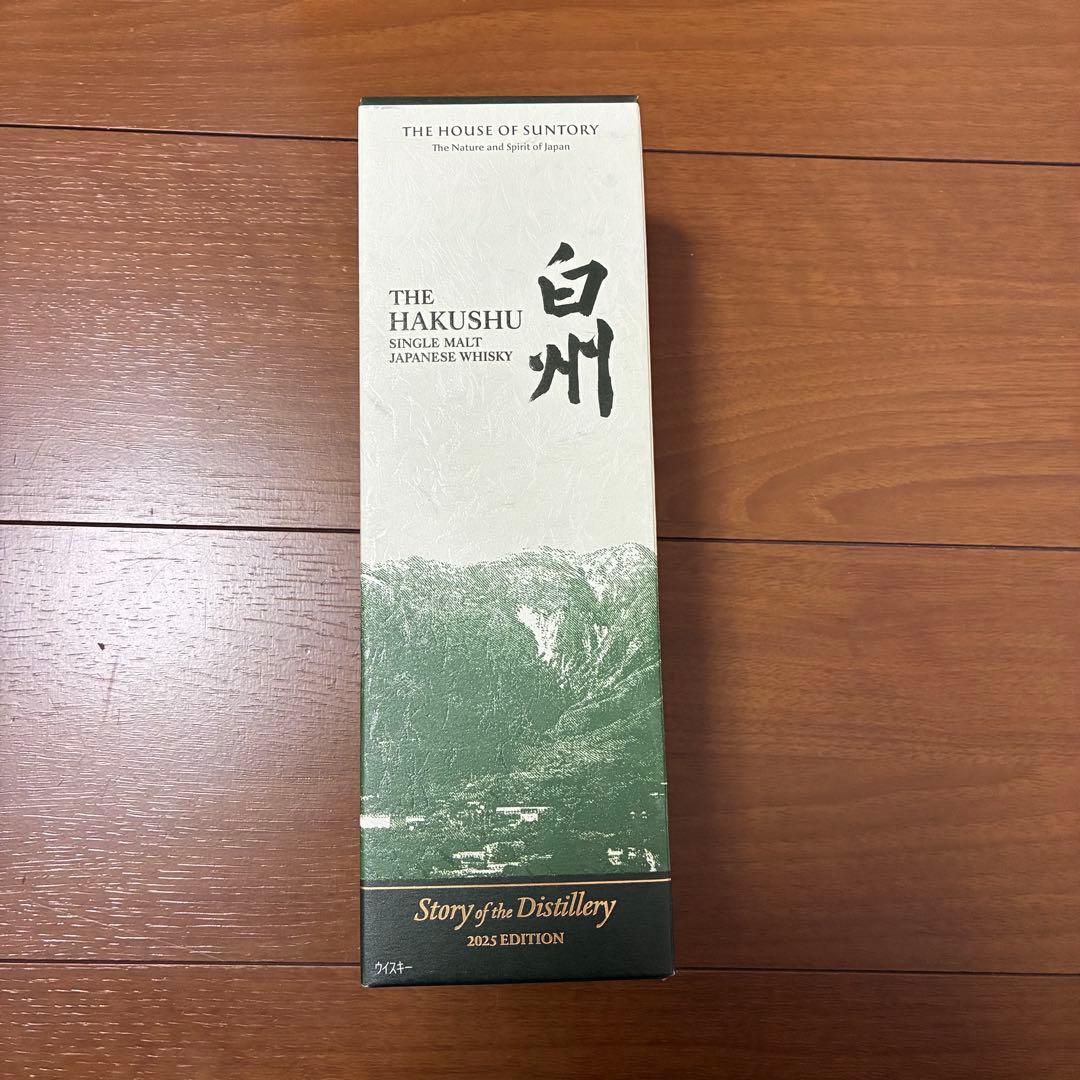 THE HOUSE OF SUNTORY
The Nature and Spirit of Japan
THE
HAKUSHU
SINGLE MALT
JAPANESE WHISKY
白州
Story of the Distillery
2025 EDITION
ウイスキー